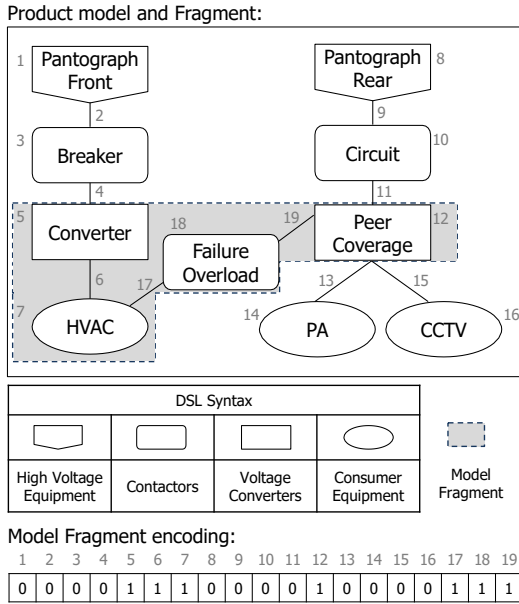 Product model and Fragment:
1 Pantograph Front
Pantograph Rear 8
2
9
3 Breaker
Circuit 10
4
11
5 Converter
18
19
Peer Coverage 12
Failure Overload
6
17
13
15
7 HVAC
14 PA
CCTV 16
DSL Syntax
High Voltage Equipment
Contactors
Voltage Converters
Consumer Equipment
Model Fragment
Model Fragment encoding:
1 2 3 4 5 6 7 8 9 10 11 12 13 14 15 16 17 18 19
0 0 0 0 1 1 1 0 0 0 0 1 0 0 0 0 1 1 1